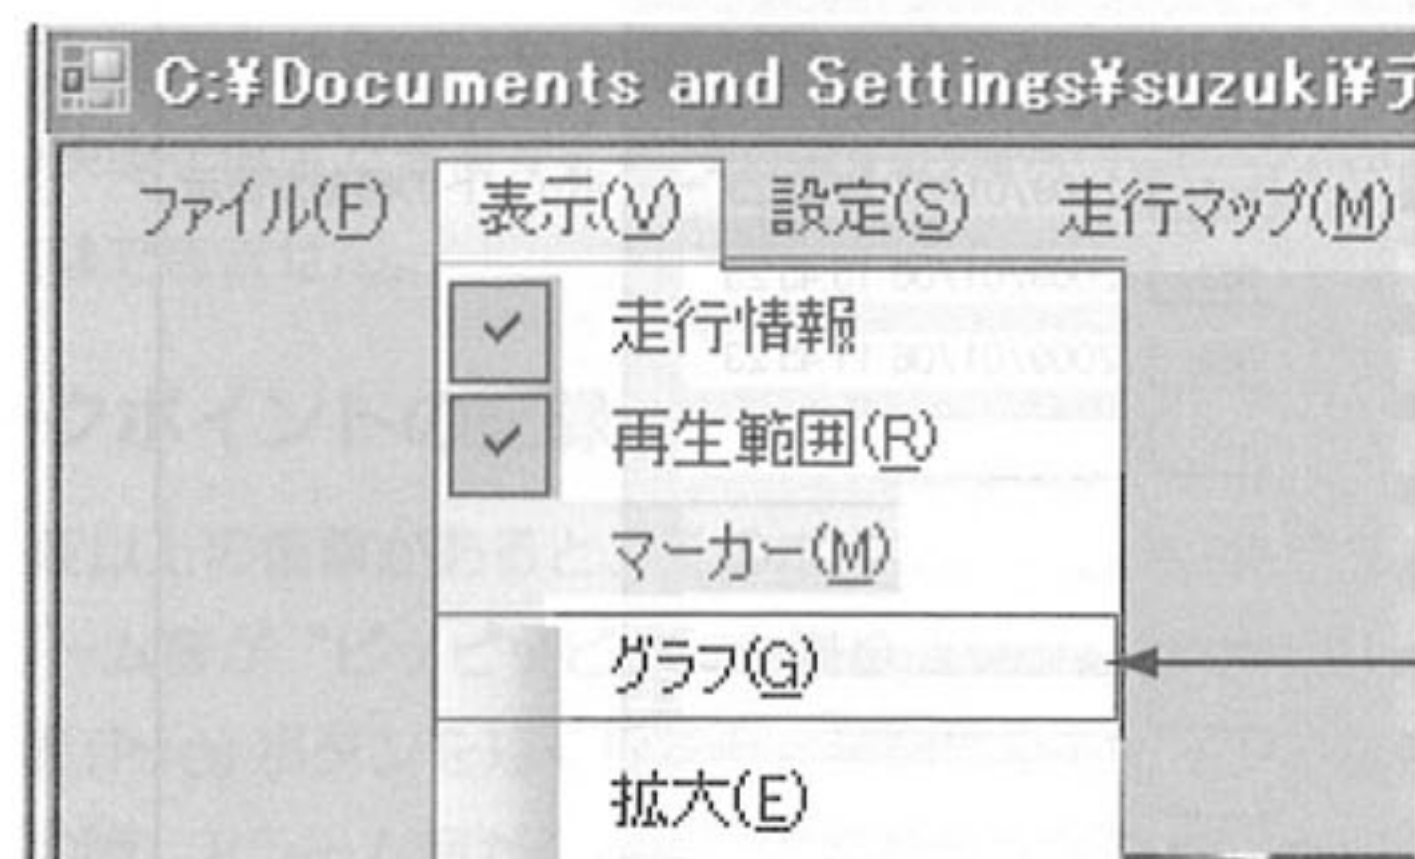 C:¥Documents and Settings¥suzuki¥デ
ファイル(F) 表示(V) 設定(S) 走行マップ(M)
走行情報
再生範囲(R)
マーカー(M)
グラフ(G)
拡大(E)